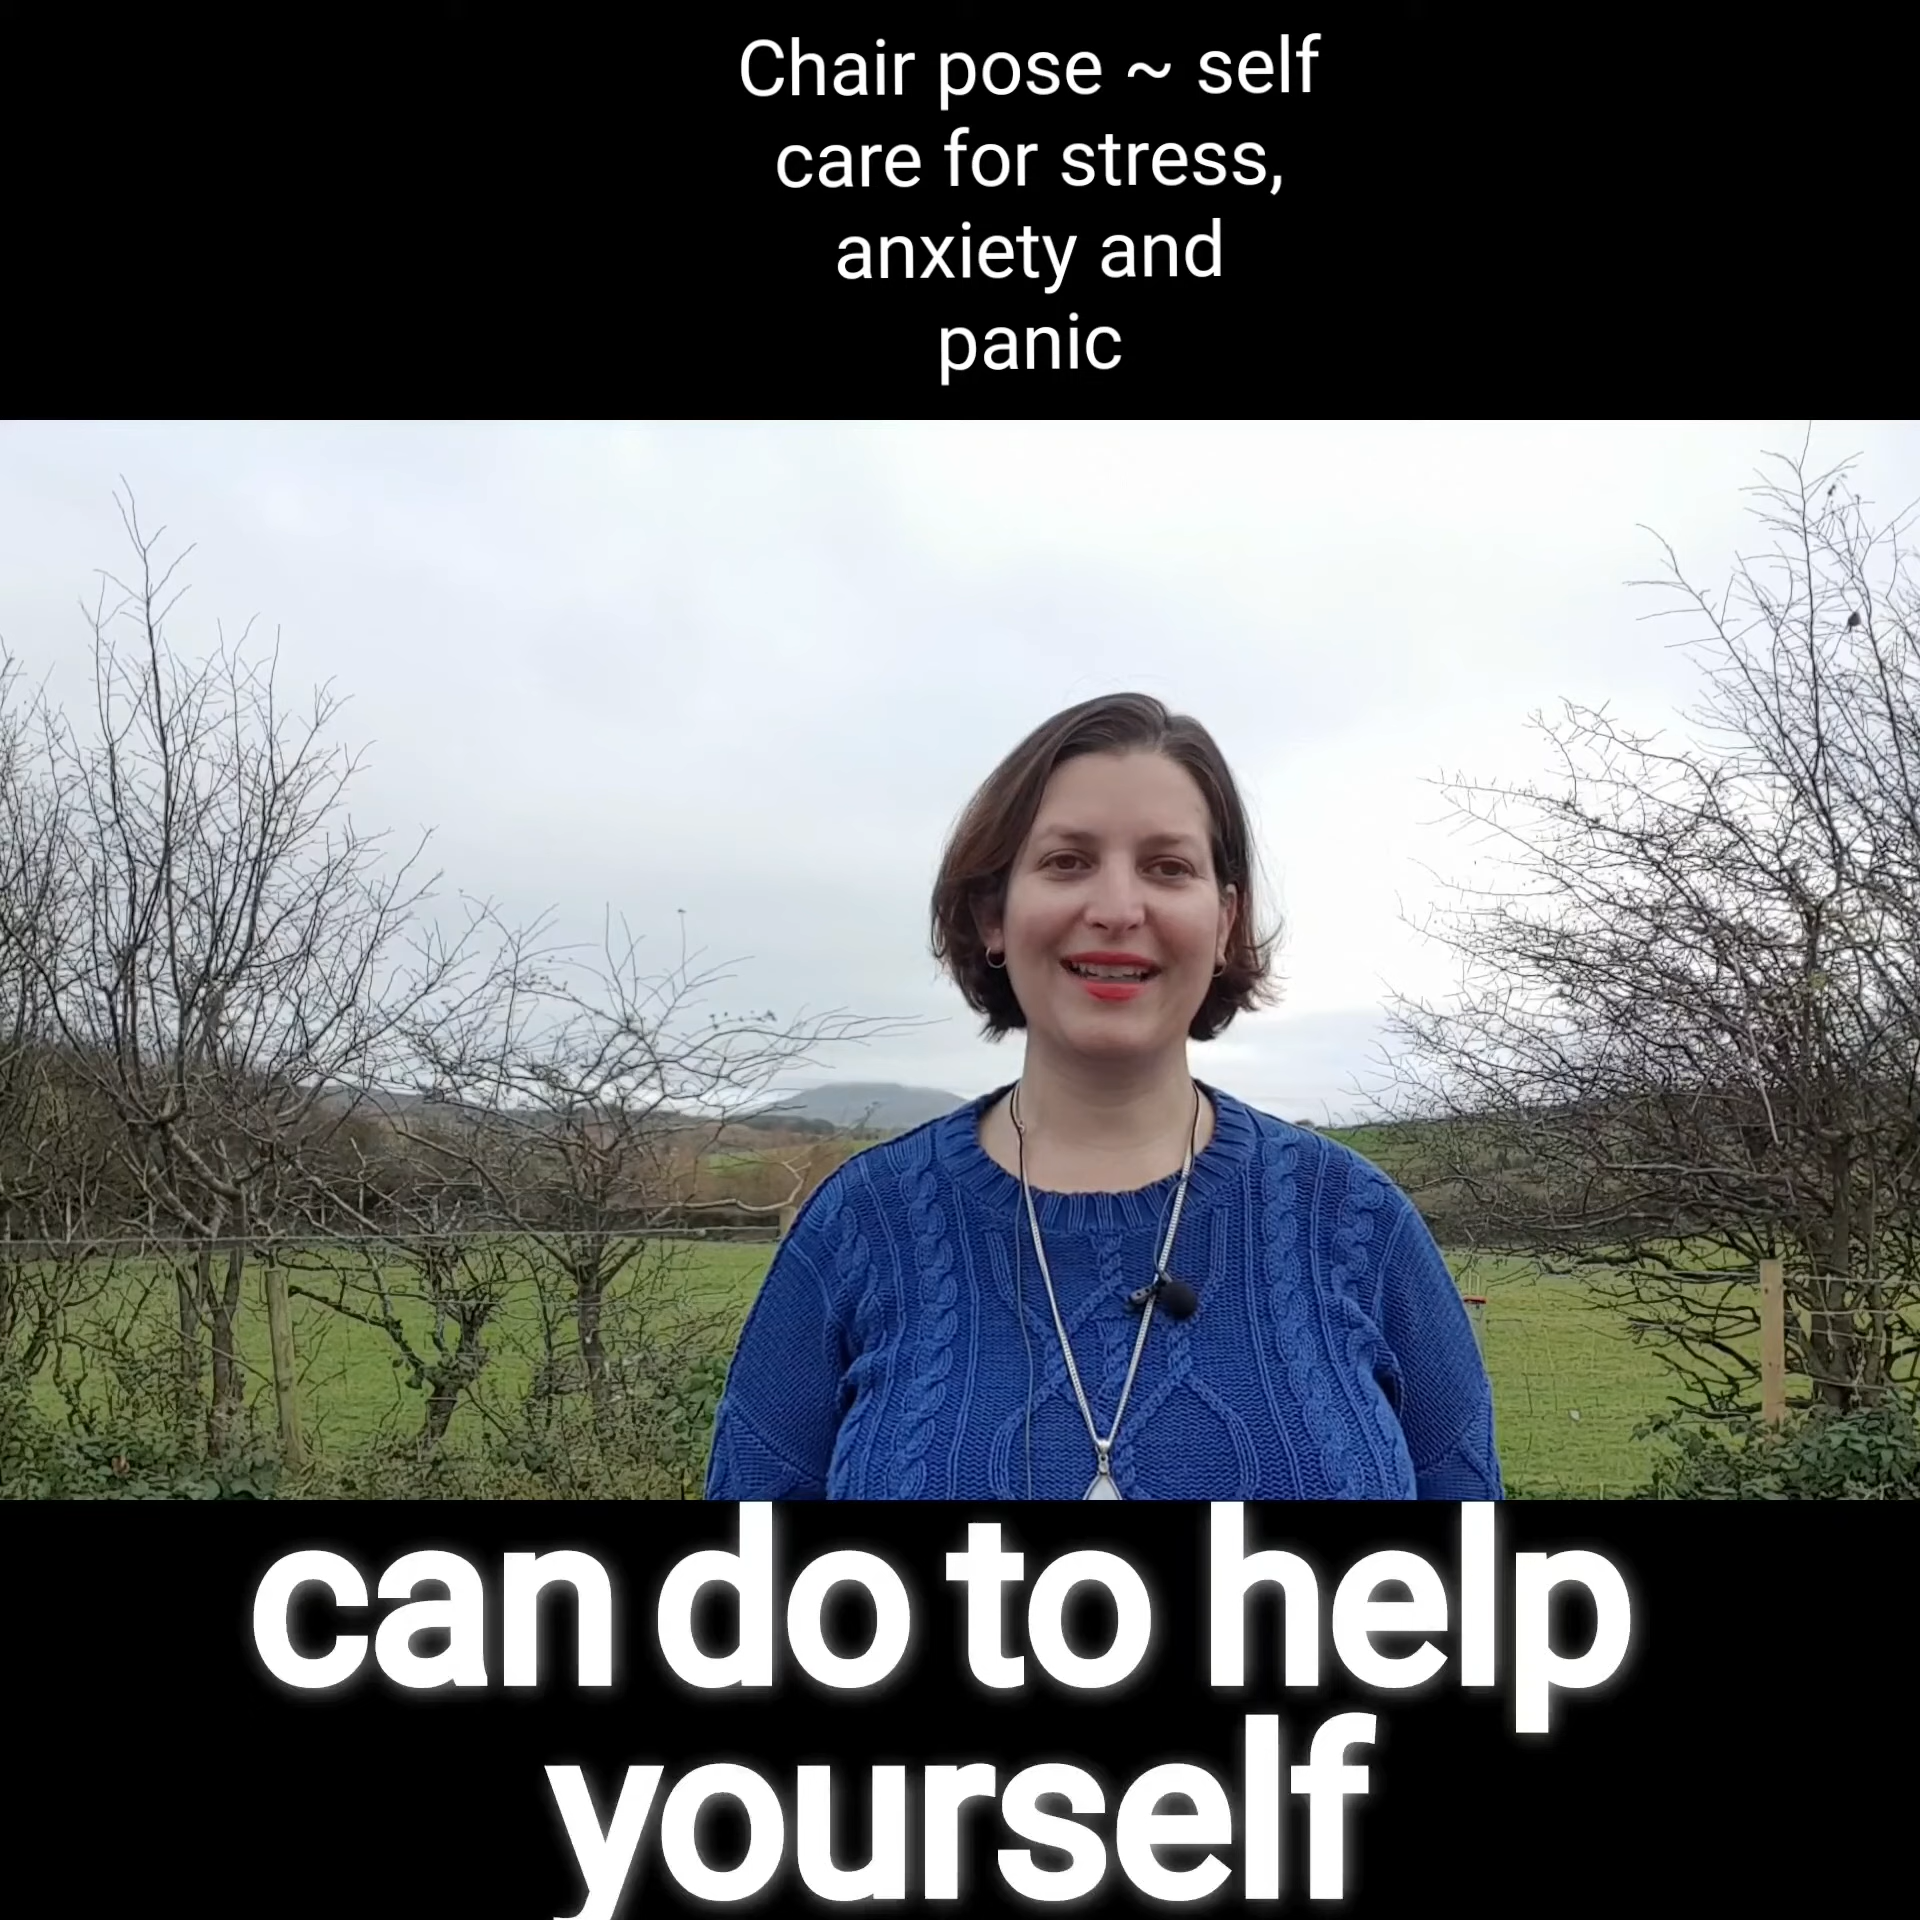 Chair pose ~ self
care for stress,
anxiety and
panic
can do to help
yourself